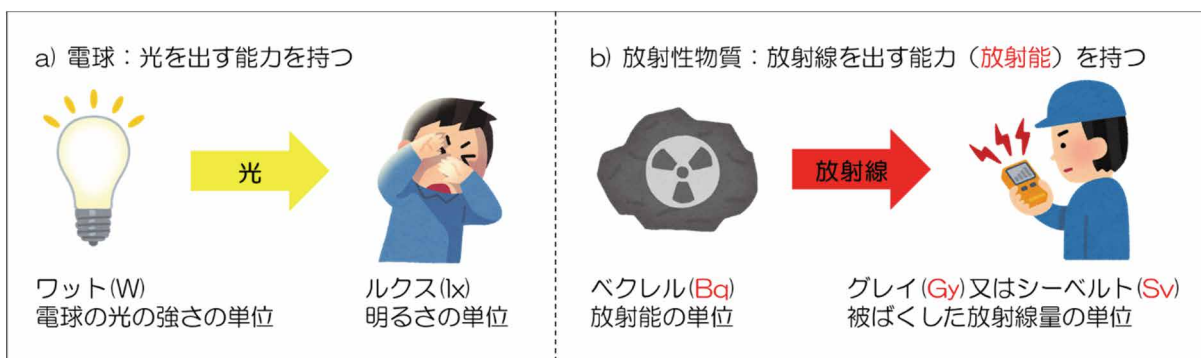 a) 電球：光を出す能力を持つ
光
ワット(W)
電球の光の強さの単位
ルクス(lx)
明るさの単位
b) 放射性物質：放射線を出す能力（放射能）を持つ
放射線
ベクレル(Bq)
放射能の単位
グレイ(Gy)又はシーベルト(Sv)
被ばくした放射線量の単位